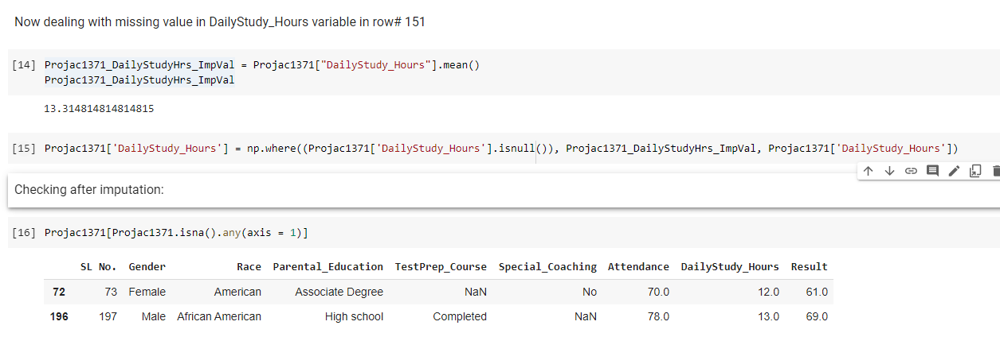 Now dealing with missing value in DailyStudy_Hours variable in row# 151
[14] Projac1371_DailyStudyHrs_ImpVal = Projac1371["DailyStudy_Hours"].mean()
Projac1371_DailyStudyHrs_ImpVal
13.314814814814815
[15] Projac1371['DailyStudy_Hours'] = np.where((Projac1371['DailyStudy_Hours'].isnull()), Projac1371_DailyStudyHrs_ImpVal, Projac1371['DailyStudy_Hours'])
Checking after imputation:
[16] Projac1371[Projac1371.isna().any(axis = 1)]
SL No. Gender Race Parental_Education TestPrep_Course Special_Coaching Attendance DailyStudy_Hours Result
72 73 Female American Associate Degree NaN No 70.0 12.0 61.0
196 197 Male African American High school Completed NaN 78.0 13.0 69.0